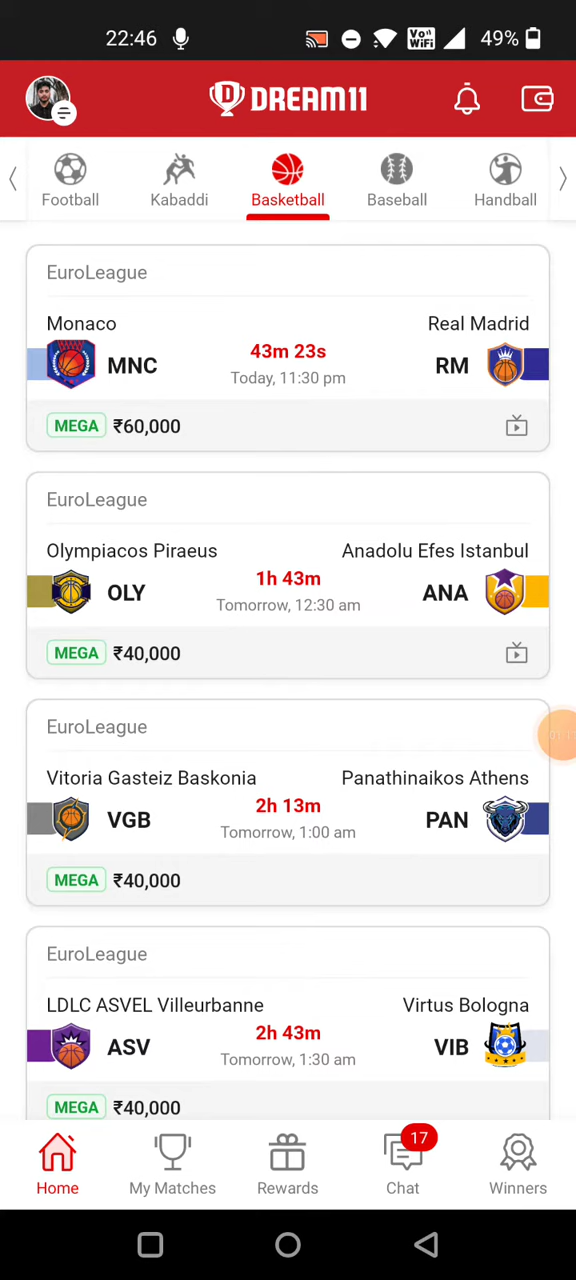 22:46
Vo WiFi
49%
DREAM11
Football
Kabaddi
Basketball
Baseball
Handball
EuroLeague
Monaco
Real Madrid
MNC
43m 23s
RM
Today, 11:30 pm
MEGA ₹60,000
EuroLeague
Olympiacos Piraeus
Anadolu Efes Istanbul
OLY
1h 43m
ANA
Tomorrow, 12:30 am
MEGA ₹40,000
EuroLeague
Vitoria Gasteiz Baskonia
Panathinaikos Athens
VGB
2h 13m
PAN
Tomorrow, 1:00 am
MEGA ₹40,000
EuroLeague
LDLC ASVEL Villeurbanne
Virtus Bologna
ASV
2h 43m
VIB
Tomorrow, 1:30 am
MEGA ₹40,000
17
Home
My Matches
Rewards
Chat
Winners